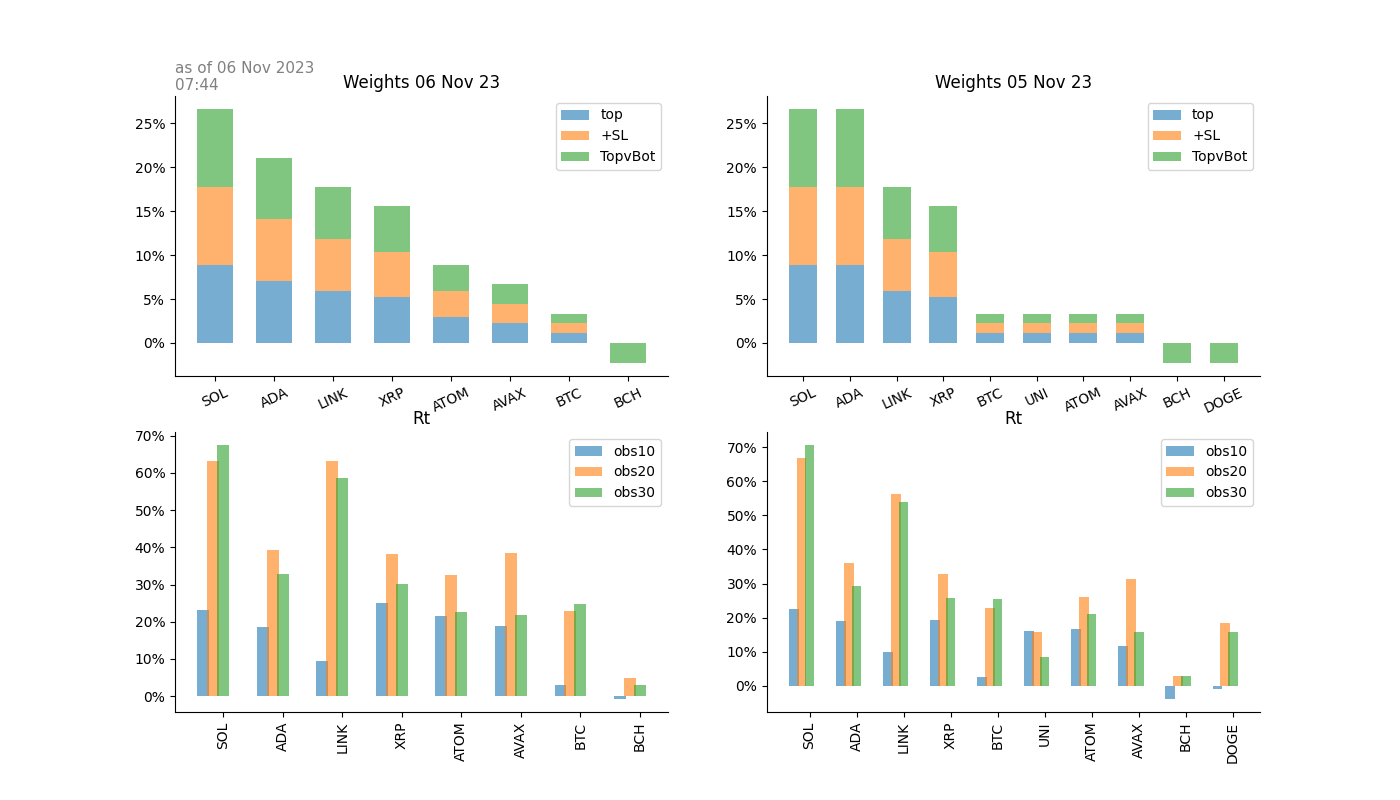 as of 06 Nov 2023
07:44
Weights 06 Nov 23
25%
20%
15%
10%
5%
0%
top
+SL
TopvBot
SOL
ADA
LINK
XRP
ATOM
AVAX
BTC
BCH
Weights 05 Nov 23
25%
20%
15%
10%
5%
0%
top
+SL
TopvBot
SOL
ADA
LINK
XRP
BTC
UNI
ATOM
AVAX
BCH
DOGE
Rt
70%
60%
50%
40%
30%
20%
10%
0%
obs10
obs20
obs30
SOL
ADA
LINK
XRP
ATOM
AVAX
BTC
BCH
Rt
70%
60%
50%
40%
30%
20%
10%
0%
obs10
obs20
obs30
SOL
ADA
LINK
XRP
BTC
UNI
ATOM
AVAX
BCH
DOGE